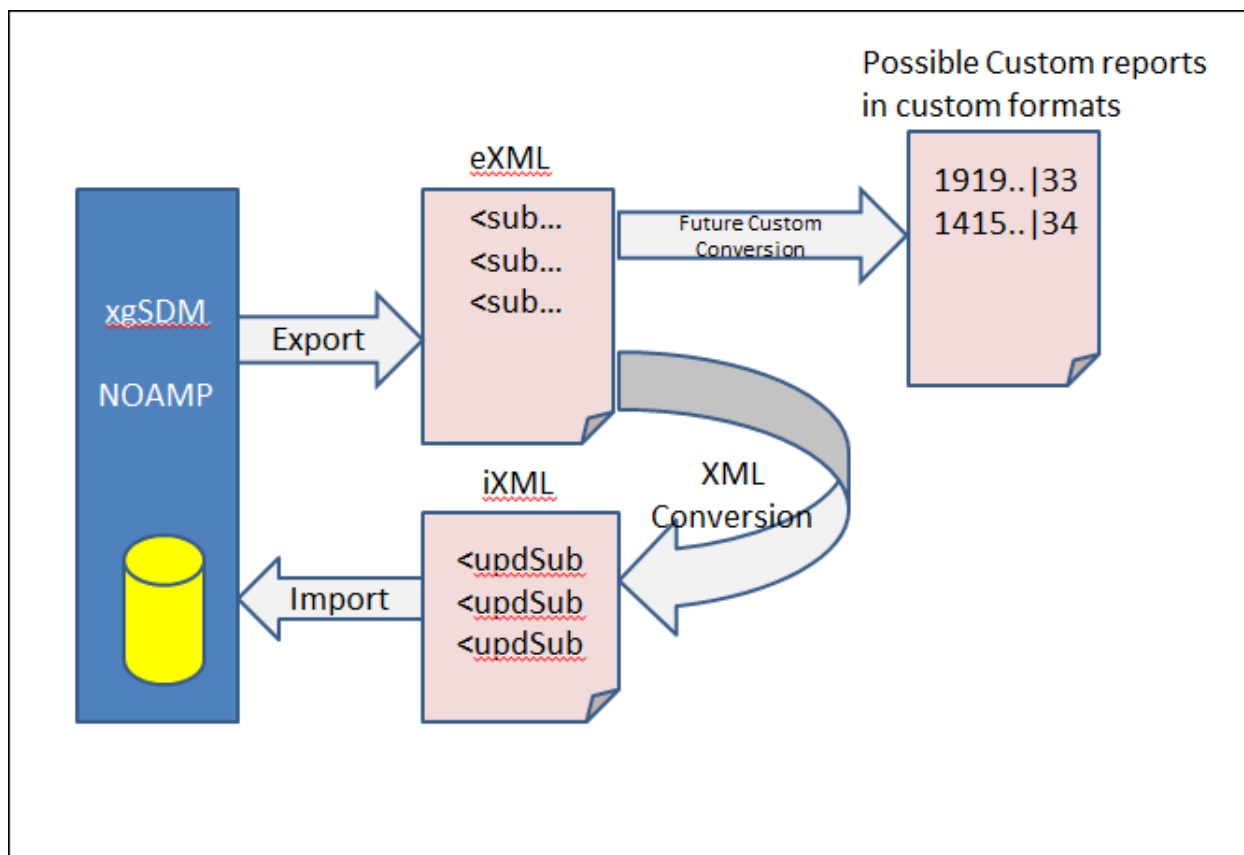 Possible Custom reports
in custom formats
eXML
<sub...
<sub...
<sub...
Future Custom
Conversion
1919..|33
1415..|34
xgSDM
NOAMP
Export
iXML
<updSub
<updSub
<updSub
XML
Conversion
Import